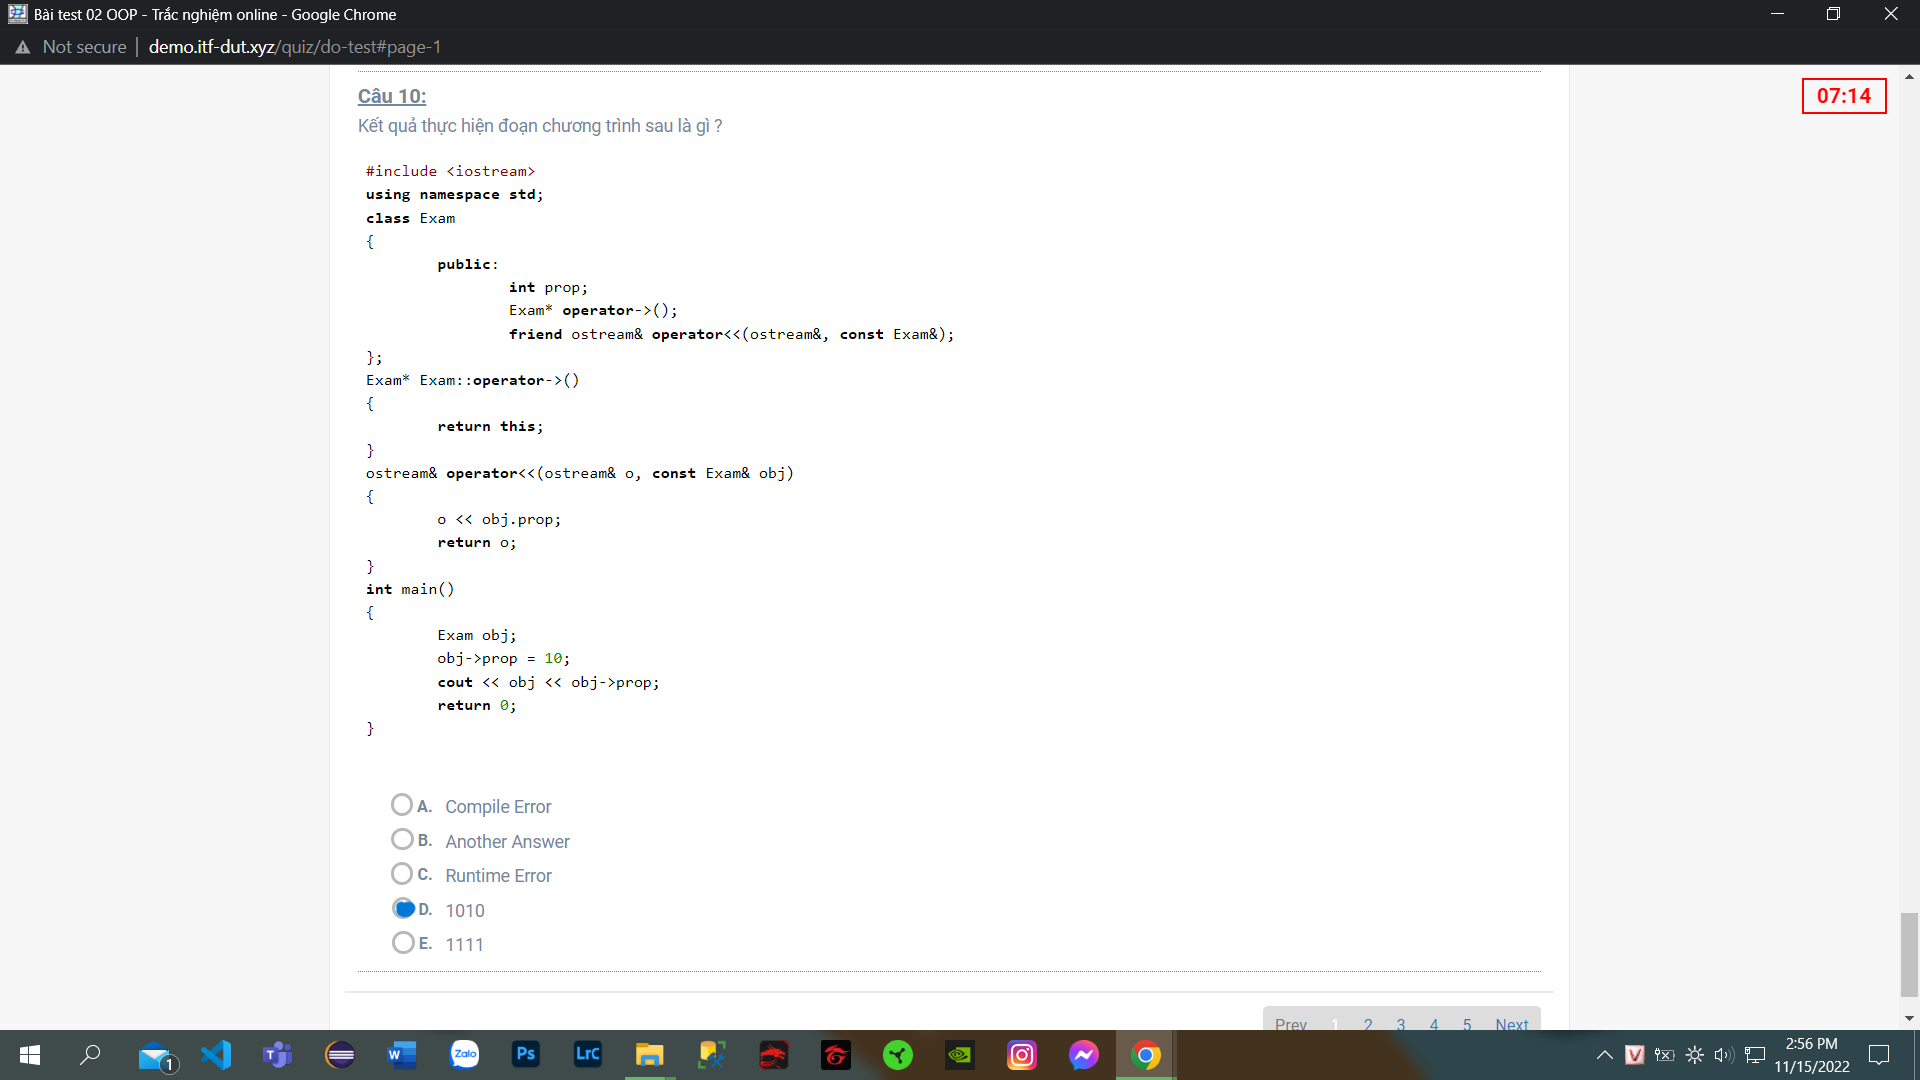 Bài test 02 OOP - Trắc nghiệm online - Google Chrome
Not secure | demo.itf-dut.xyz/quiz/do-test#page-1
07:14
Câu 10:
Kết quả thực hiện đoạn chương trình sau là gì ?
#include <iostream>
using namespace std;
class Exam
{
public:
int prop;
Exam* operator->();
friend ostream& operator<<(ostream&, const Exam&);
};
Exam* Exam::operator->()
{
return this;
}
ostream& operator<<(ostream& o, const Exam& obj)
{
o << obj.prop;
return o;
}
int main()
{
Exam obj;
obj->prop = 10;
cout << obj << obj->prop;
return 0;
}
A. Compile Error
B. Another Answer
C. Runtime Error
D. 1010
E. 1111
Prev 1 2 3 4 5 Next
1
T
W
Zalo
Ps
LrC
V
2:56 PM
11/15/2022